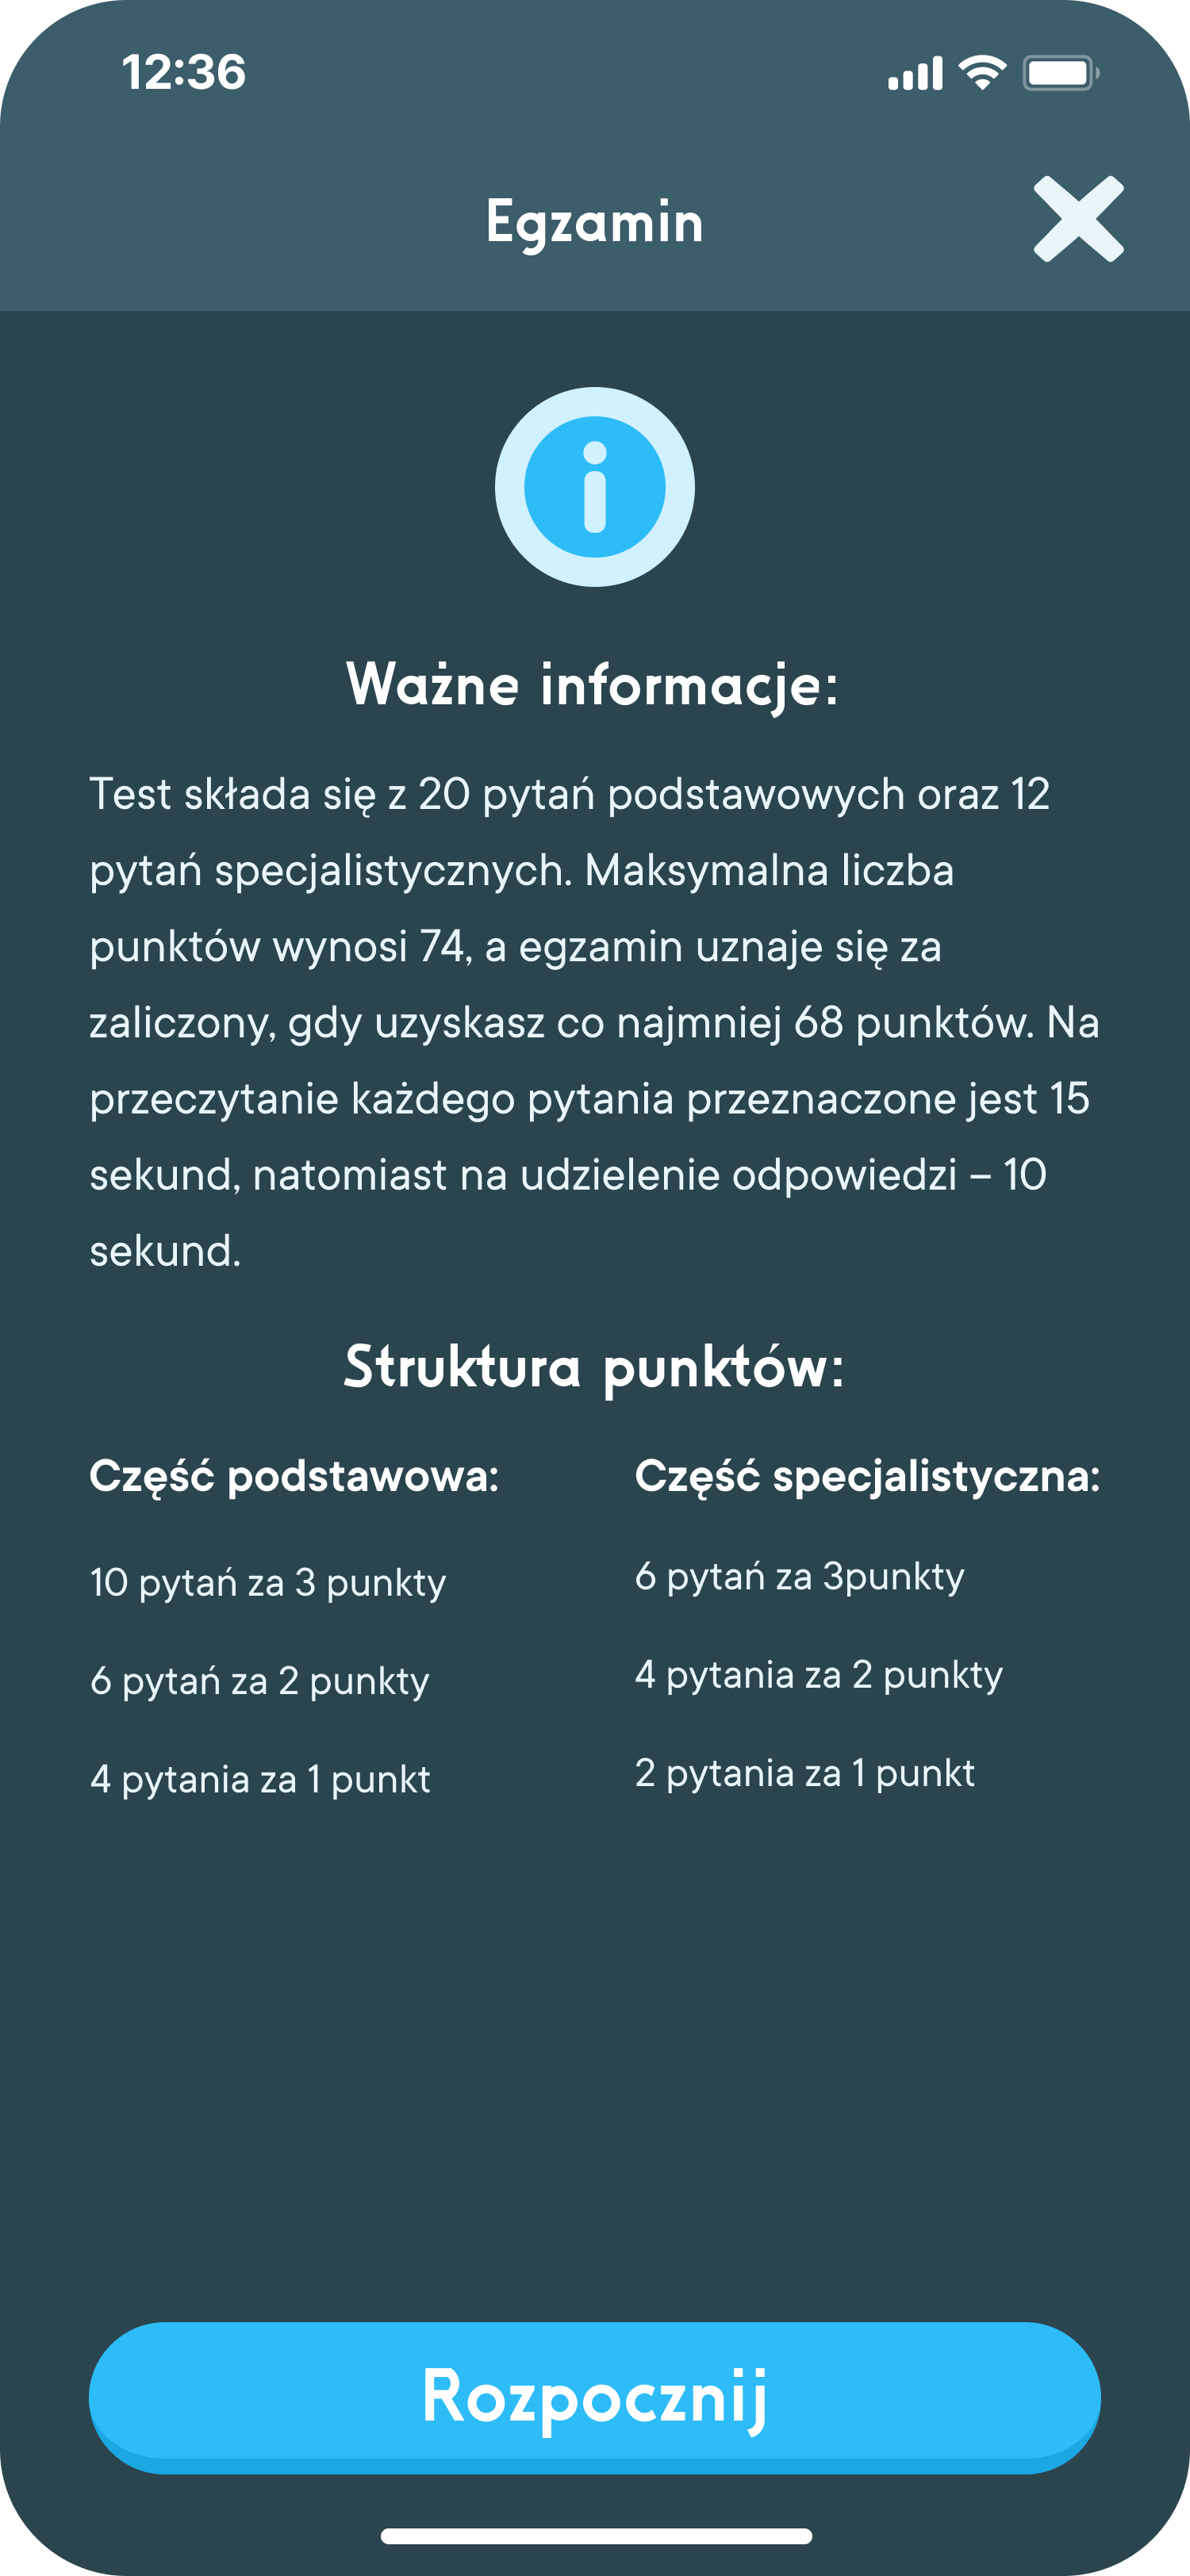 12:36
Egzamin
Ważne informacje:
Test składa się z 20 pytań podstawowych oraz 12
pytań specjalistycznych. Maksymalna liczba
punktów wynosi 74, a egzamin uznaje się za
zaliczony, gdy uzyskasz co najmniej 68 punktów. Na
przeczytanie każdego pytania przeznaczone jest 15
sekund, natomiast na udzielenie odpowiedzi – 10
sekund.
Struktura punktów:
Część podstawowa:
10 pytań za 3 punkty
6 pytań za 2 punkty
4 pytania za 1 punkt
Część specjalistyczna:
6 pytań za 3punkty
4 pytania za 2 punkty
2 pytania za 1 punkt
Rozpocznij